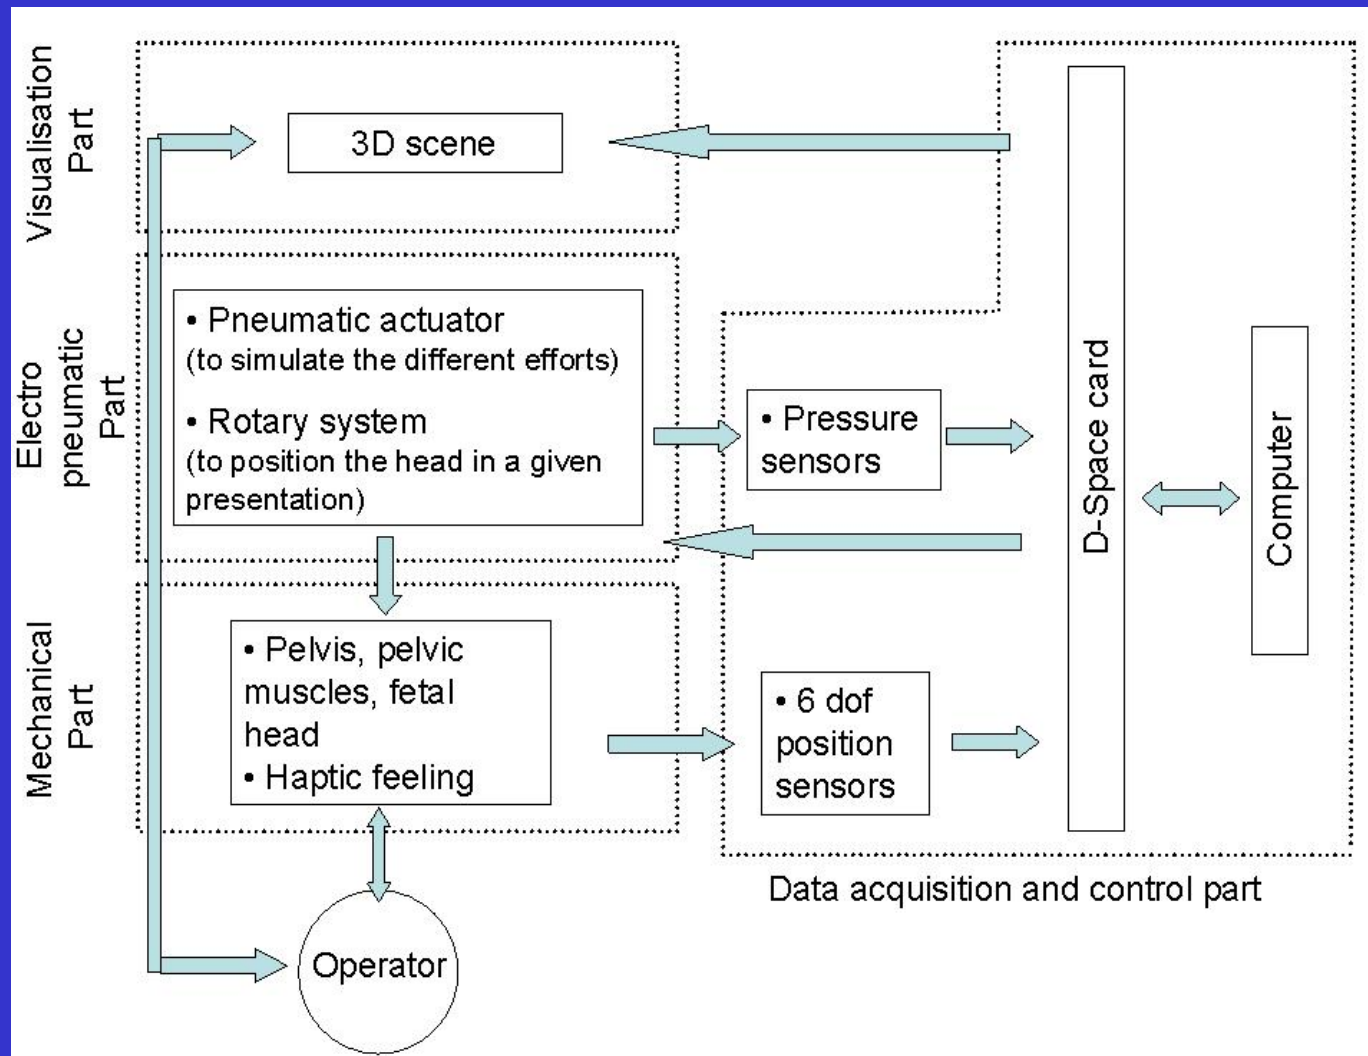 Visualisation
Part
3D scene
Electro
pneumatic
Part
• Pneumatic actuator
(to simulate the different efforts)
• Rotary system
(to position the head in a given
presentation)
• Pressure
sensors
D-Space card
Computer
Mechanical
Part
• Pelvis, pelvic
muscles, fetal
head
• Haptic feeling
• 6 dof
position
sensors
Data acquisition and control part
Operator